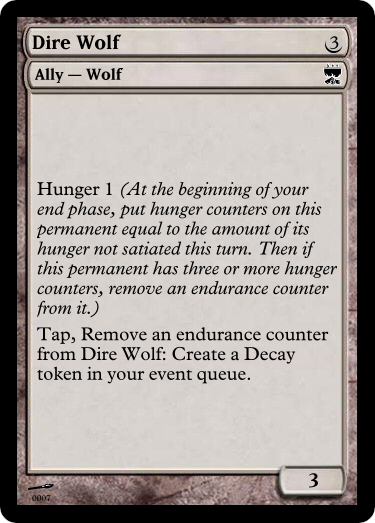 Dire Wolf 3
Ally — Wolf
Hunger 1 (At the beginning of your
end phase, put hunger counters on this
permanent equal to the amount of its
hunger not satiated this turn. Then if
this permanent has three or more hunger
counters, remove an endurance counter
from it.)
Tap, Remove an endurance counter
from Dire Wolf: Create a Decay
token in your event queue.
3
0007